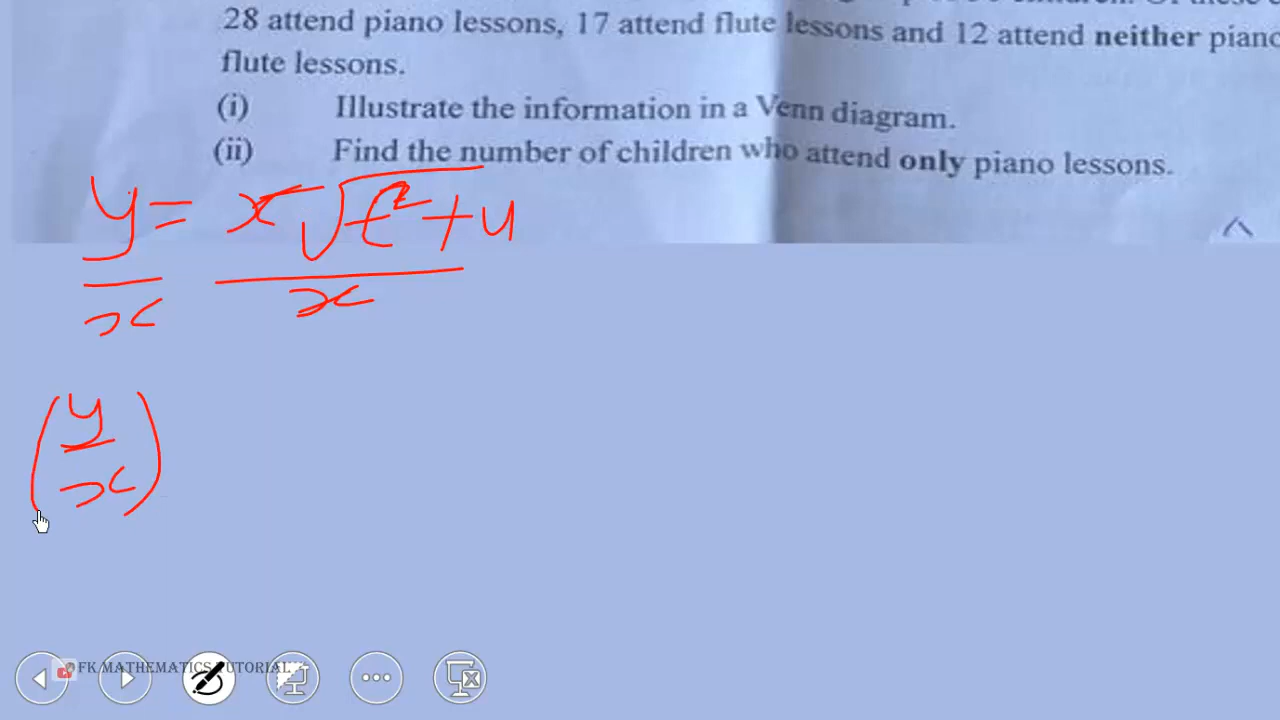 28 attend piano lessons, 17 attend flute lessons and 12 attend neither piano
flute lessons.
(i) Illustrate the information in a Venn diagram.
(ii) Find the number of children who attend only piano lessons.
y = x√t²+u
x x
(y
x)
FK MATHEMATICS TUTORIAL